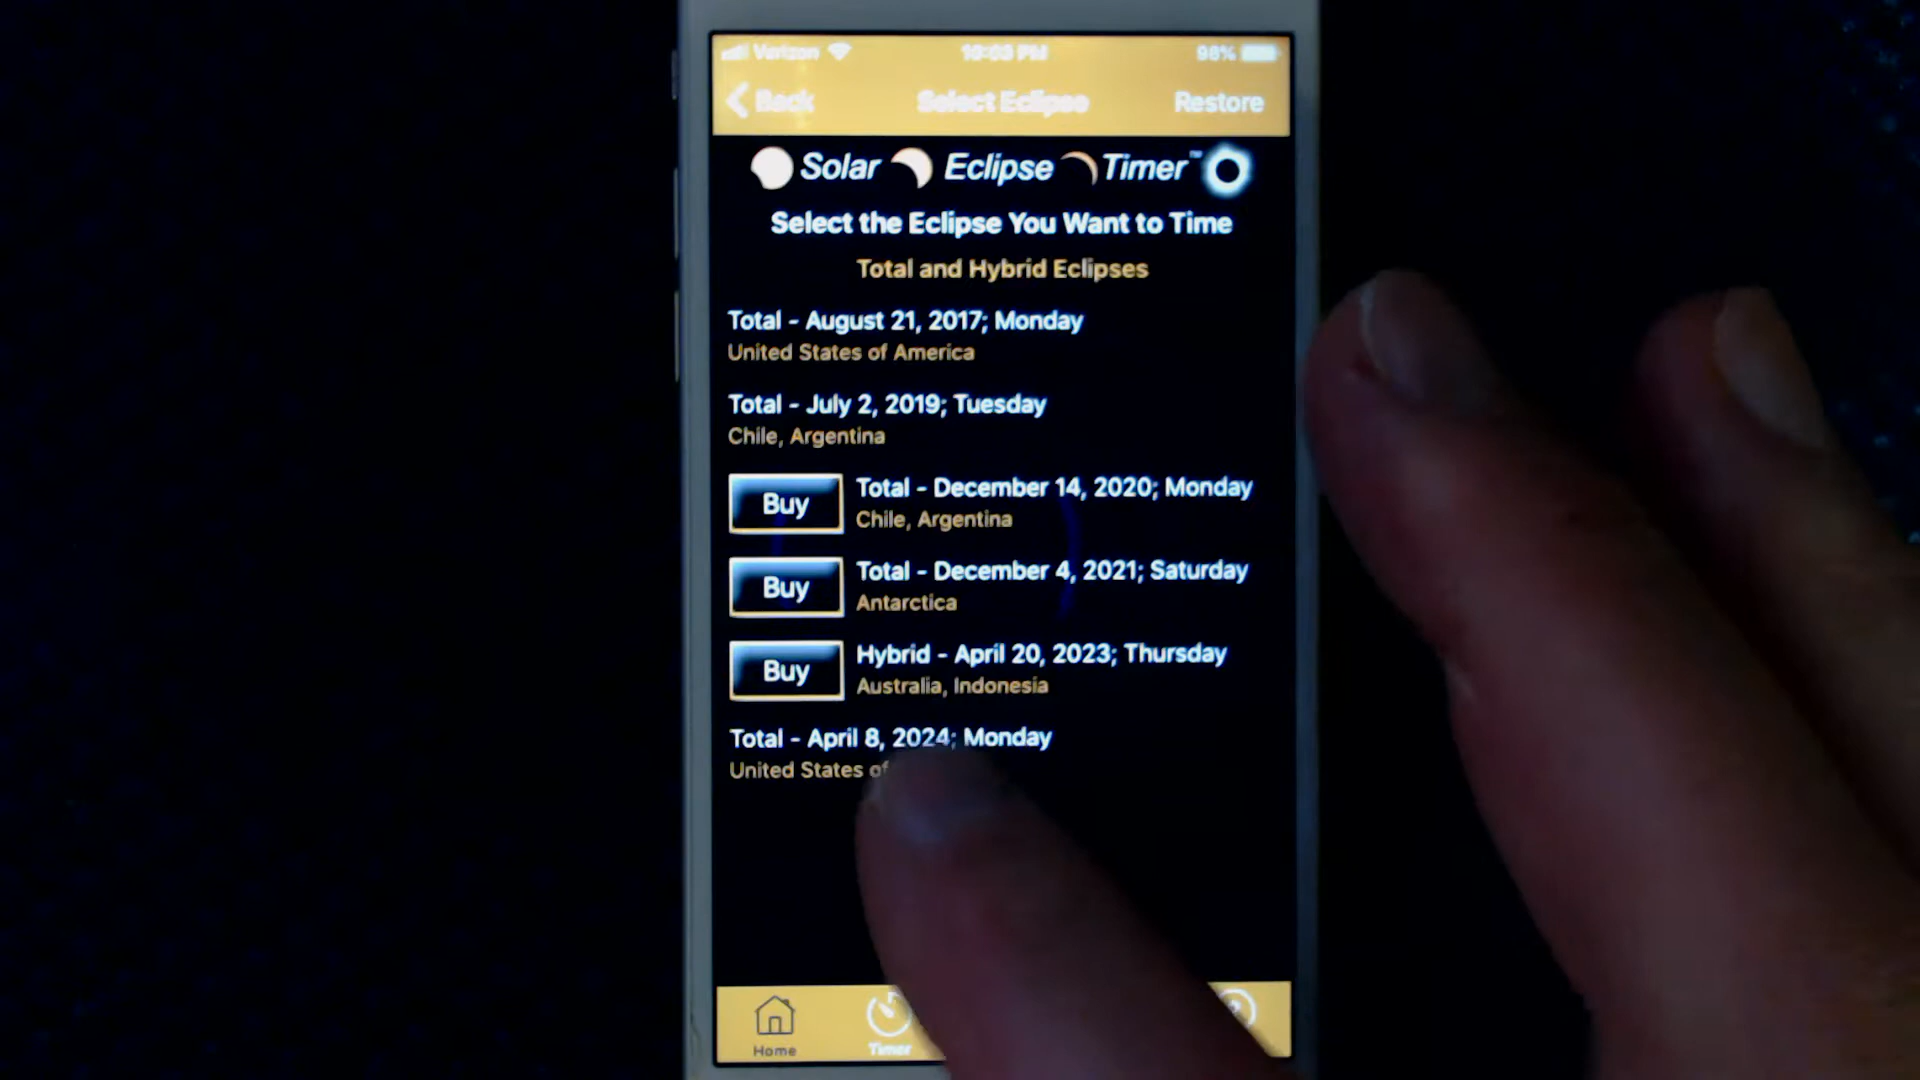 Verizon 98%
Back Select Eclipse Restore
Solar Eclipse Timer™
Select the Eclipse You Want to Time
Total and Hybrid Eclipses
Total - August 21, 2017; Monday
United States of America
Total - July 2, 2019; Tuesday
Chile, Argentina
Buy
Total - December 14, 2020; Monday
Chile, Argentina
Buy
Total - December 4, 2021; Saturday
Antarctica
Buy
Hybrid - April 20, 2023; Thursday
Australia, Indonesia
Total - April 8, 2024; Monday
United States of
Home Timer